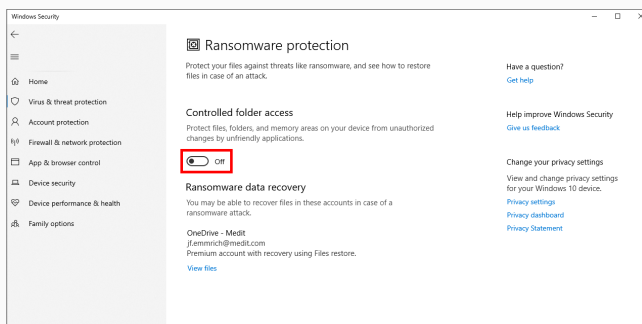 Windows Security
Home
Virus & threat protection
Account protection
Firewall & network protection
App & browser control
Device security
Device performance & health
Family options
Ransomware protection
Protect your files against threats like ransomware, and see how to restore
files in case of an attack.
Controlled folder access
Protect files, folders, and memory areas on your device from unauthorized
changes by unfriendly applications.
Off
Ransomware data recovery
You may be able to recover files in these accounts in case of a
ransomware attack.
OneDrive - Medit
jf.emmrich@medit.com
Premium account with recovery using Files restore.
View files
Have a question?
Get help
Help improve Windows Security
Give us feedback
Change your privacy settings
View and change privacy settings
for your Windows 10 device.
Privacy settings
Privacy dashboard
Privacy Statement